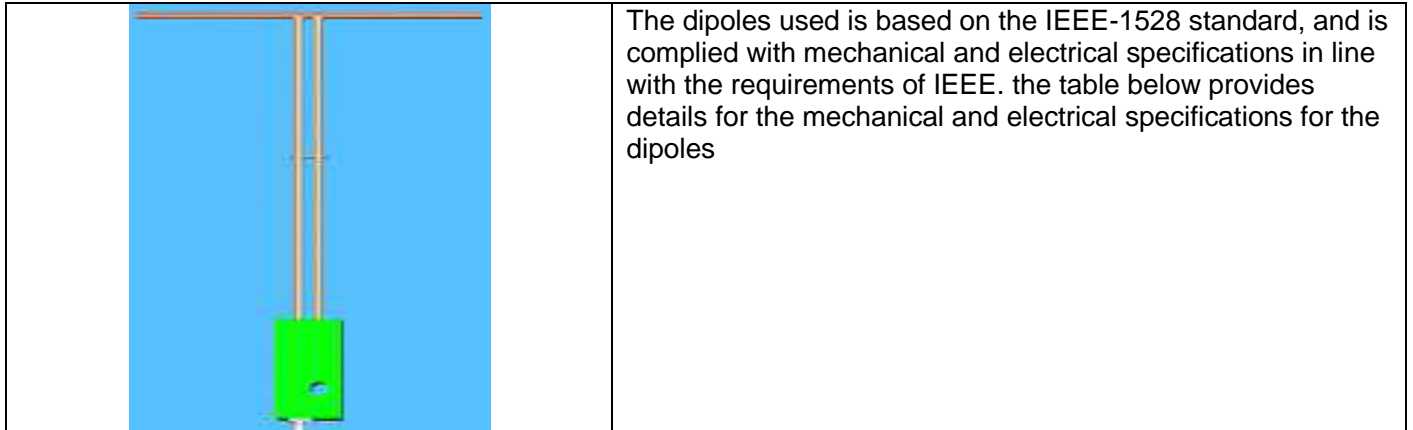 The dipoles used is based on the IEEE-1528 standard, and is
complied with mechanical and electrical specifications in line
with the requirements of IEEE. the table below provides
details for the mechanical and electrical specifications for the
dipoles